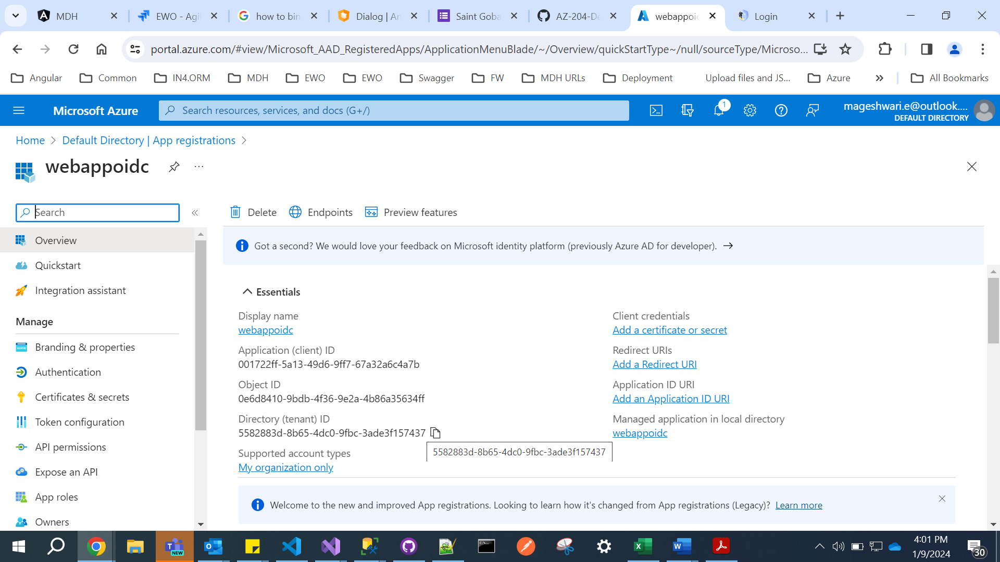 MDH
EWO - Agi
how to bin
Dialog | An
Saint Goba
AZ-204-De
webappoic
Login
portal.azure.com/#view/Microsoft_AAD_RegisteredApps/ApplicationMenuBlade/~/Overview/quickStartType~/null/sourceType/Microso...
Angular
Common
IN4.ORM
MDH
EWO
EWO
Swagger
FW
MDH URLs
Deployment
Upload files and JS...
Azure
All Bookmarks
Microsoft Azure
Search resources, services, and docs (G+/)
1
mageshwari.e@outlook....
DEFAULT DIRECTORY
Home
Default Directory | App registrations
webappoidc
Search
Delete
Endpoints
Preview features
Overview
Quickstart
Integration assistant
Manage
Branding & properties
Authentication
Certificates & secrets
Token configuration
API permissions
Expose an API
App roles
Owners
Got a second? We would love your feedback on Microsoft identity platform (previously Azure AD for developer).
Essentials
Display name
webappoidc
Application (client) ID
001722ff-5a13-49d6-9ff7-67a32a6c4a7b
Object ID
0e6d8410-9bdb-4f36-9e2a-4b86a35634ff
Directory (tenant) ID
5582883d-8b65-4dc0-9fbc-3ade3f157437
5582883d-8b65-4dc0-9fbc-3ade3f157437
Supported account types
My organization only
Client credentials
Add a certificate or secret
Redirect URIs
Add a Redirect URI
Application ID URI
Add an Application ID URI
Managed application in local directory
webappoidc
Welcome to the new and improved App registrations. Looking to learn how it's changed from App registrations (Legacy)? Learn more
NEW
4:01 PM
1/9/2024
30